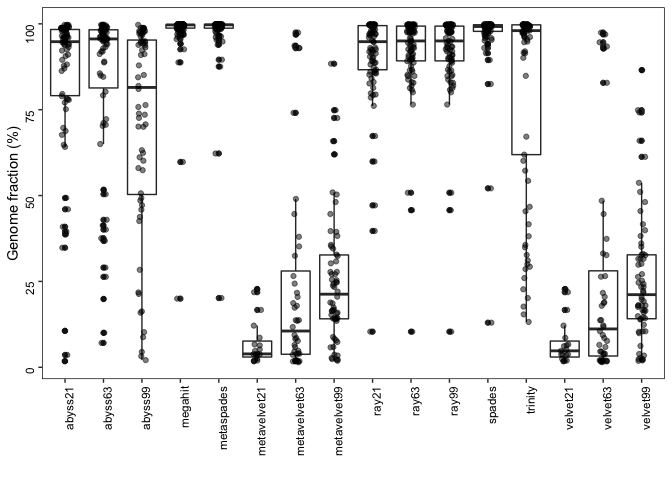 Genome fraction (%)
100
75
50
25
0
abyss21
abyss63
abyss99
megahit
metaspades
metavelvet21
metavelvet63
metavelvet99
ray21
ray63
ray99
spades
trinity
velvet21
velvet63
velvet99